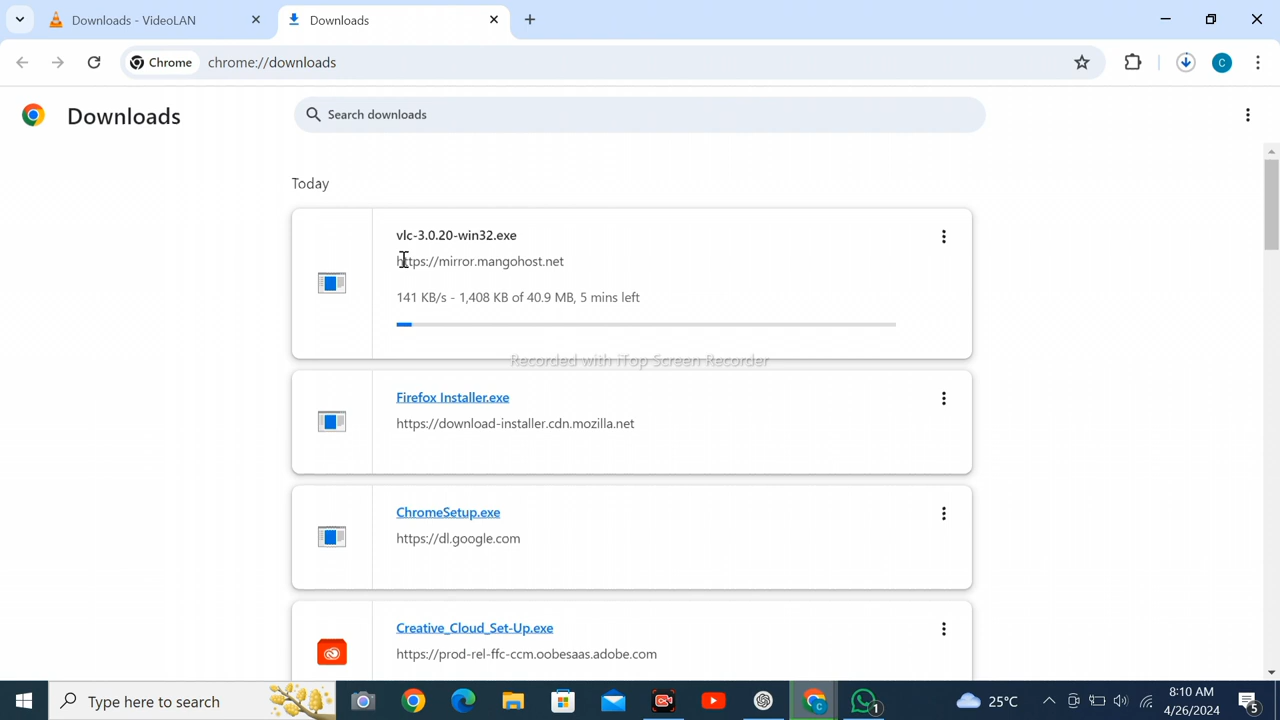 Downloads - VideoLAN
Downloads
Chrome
chrome://downloads
C
Downloads
Search downloads
Today
vlc-3.0.20-win32.exe
https://mirror.mangohost.net
141 KB/s - 1,408 KB of 40.9 MB, 5 mins left
Recorded with iTop Screen Recorder
Firefox Installer.exe
https://download-installer.cdn.mozilla.net
ChromeSetup.exe
https://dl.google.com
Creative_Cloud_Set-Up.exe
https://prod-rel-ffc-ccm.oobesaas.adobe.com
Type here to search
C
1
25°C
8:10 AM
4/26/2024
5